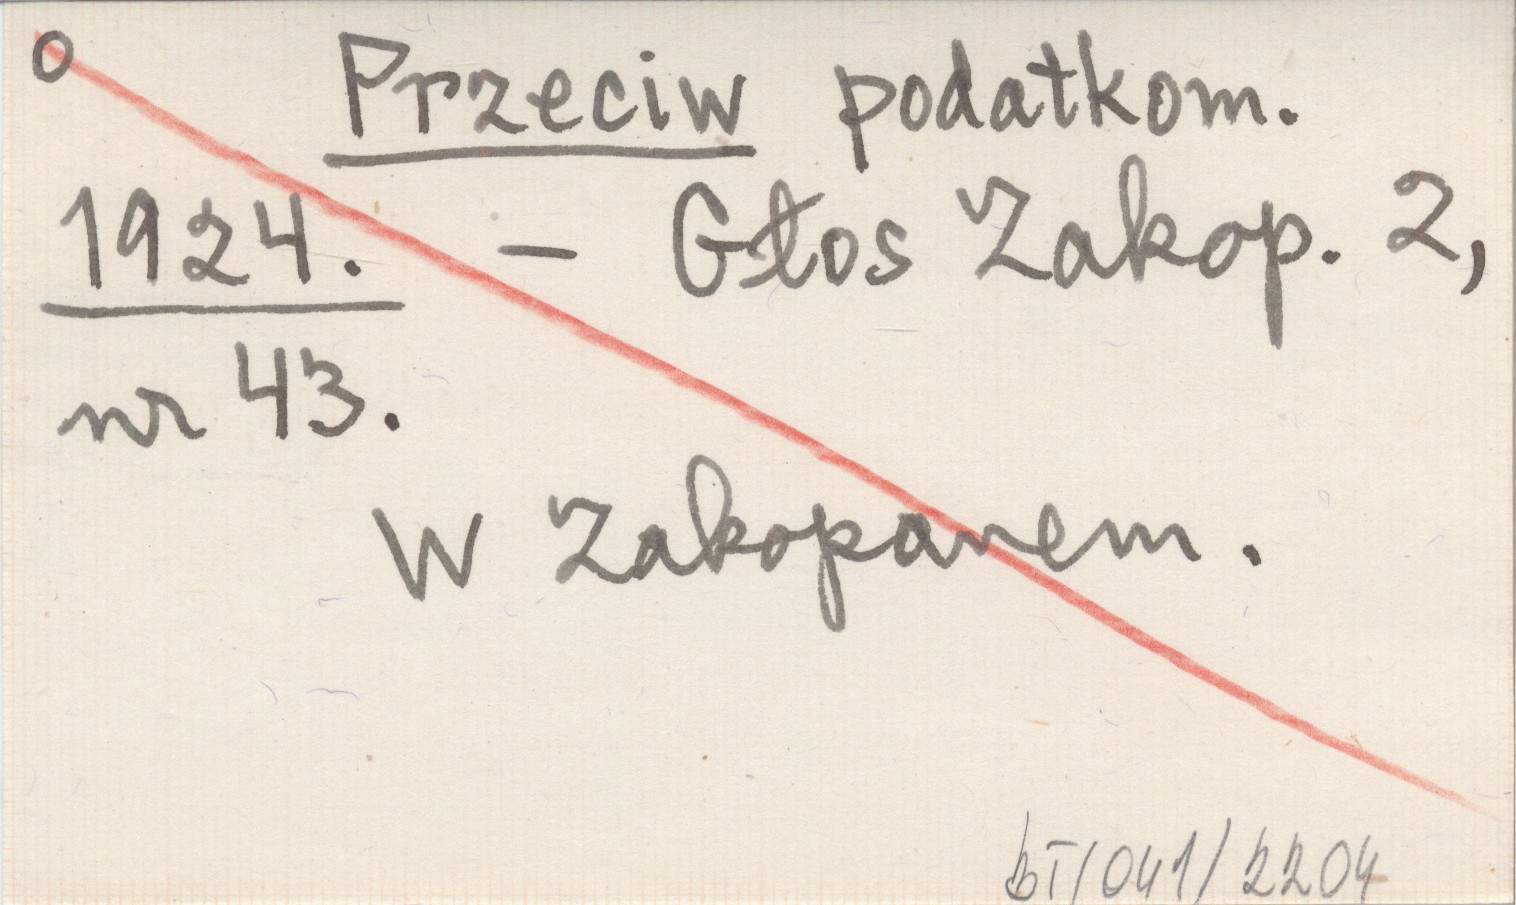 o Przeciw podatkom.
1924. - Głos Zakop. 2,
nr 43.
W Zakopanem.
bT/041/2204